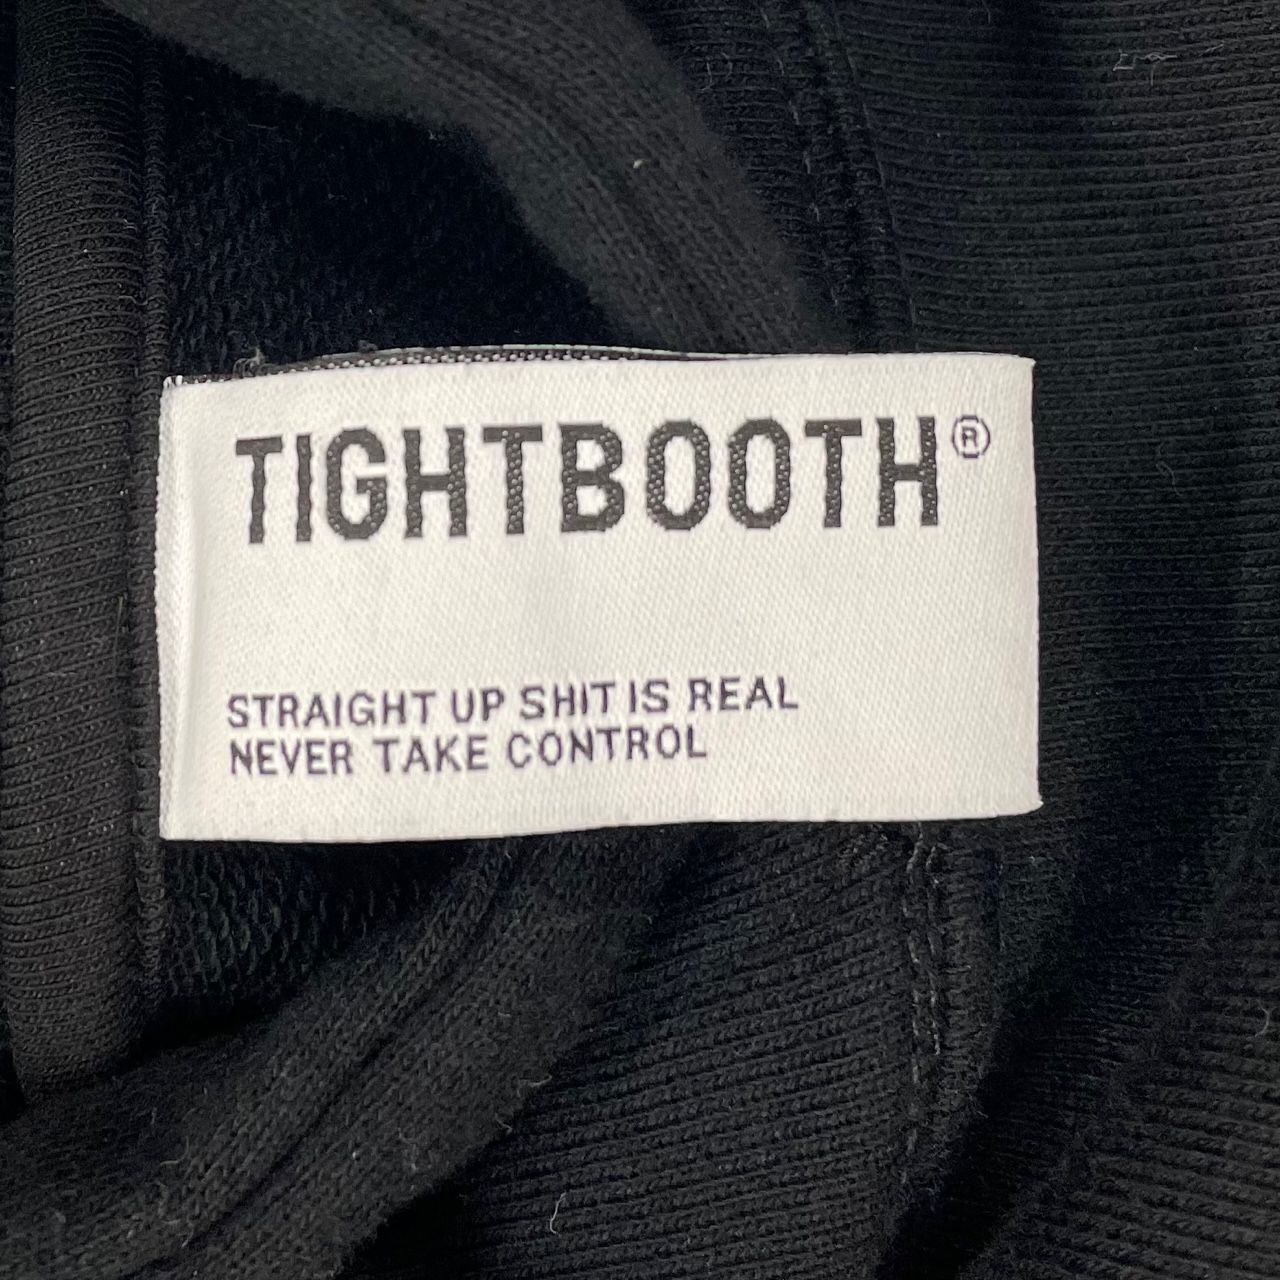 TIGHTBOOTH®
STRAIGHT UP SHIT IS REAL
NEVER TAKE CONTROL